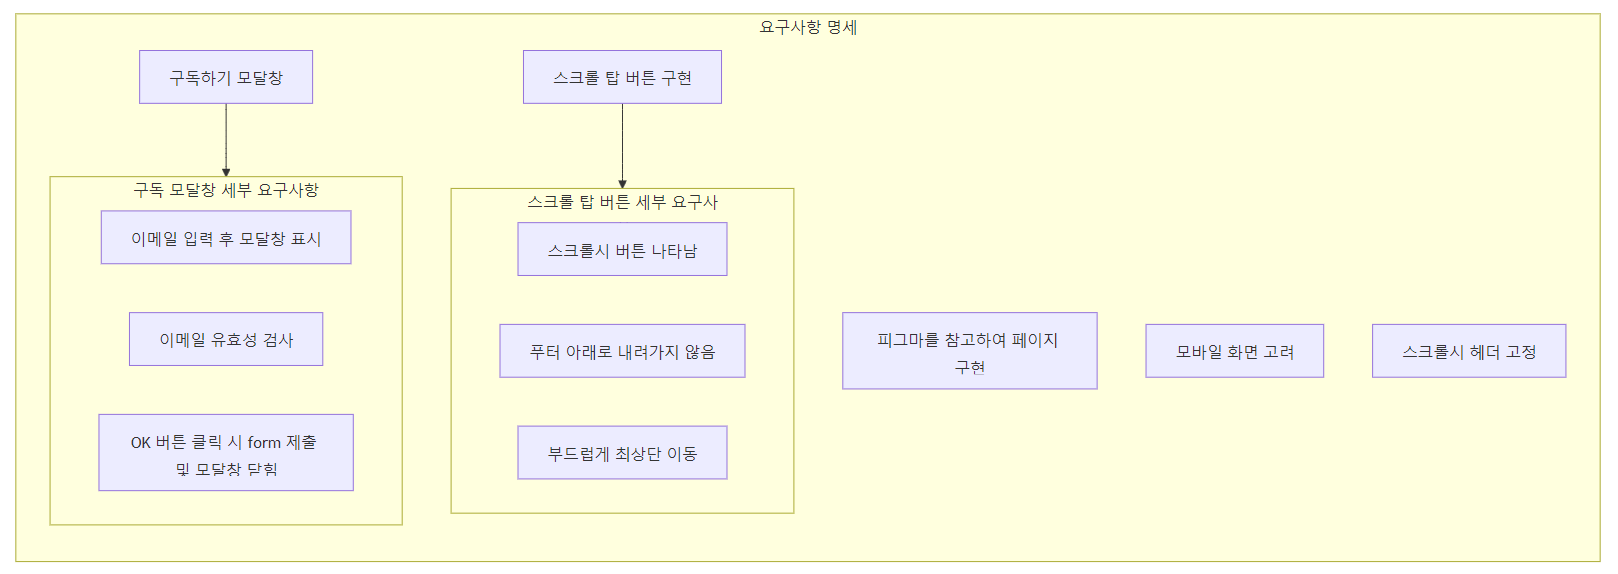 요구사항 명세
구독하기 모달창
스크롤 탑 버튼 구현
구독 모달창 세부 요구사항
이메일 입력 후 모달창 표시
이메일 유효성 검사
OK 버튼 클릭 시 form 제출
및 모달창 닫힘
스크롤 탑 버튼 세부 요구사
스크롤시 버튼 나타남
푸터 아래로 내려가지 않음
부드럽게 최상단 이동
피그마를 참고하여 페이지
구현
모바일 화면 고려
스크롤시 헤더 고정